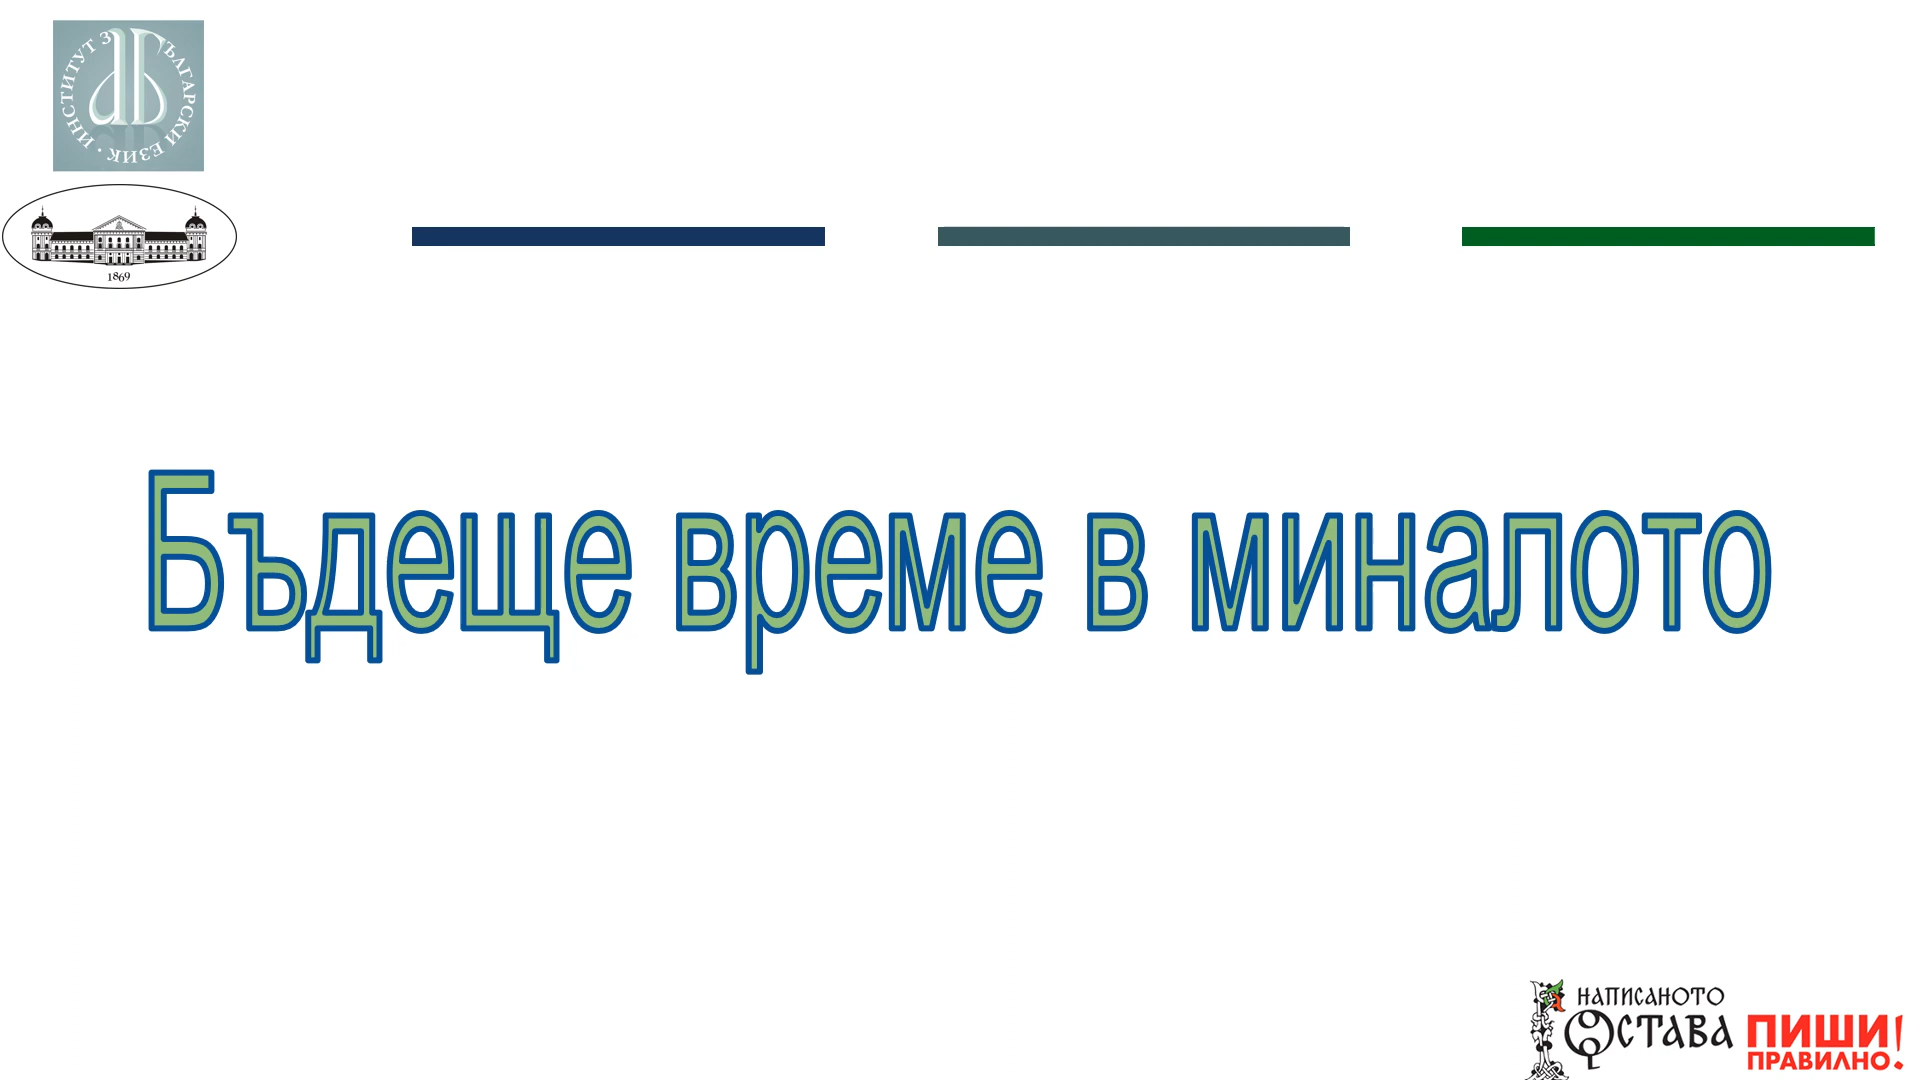 ИНСТИТУТ ЗА БЪЛГАРСКИ ЕЗИК
1869
Бъдеще време в миналото
НАПИСАНОТО
ОСТАВА
ПИШИ
ПРАВИЛНО!